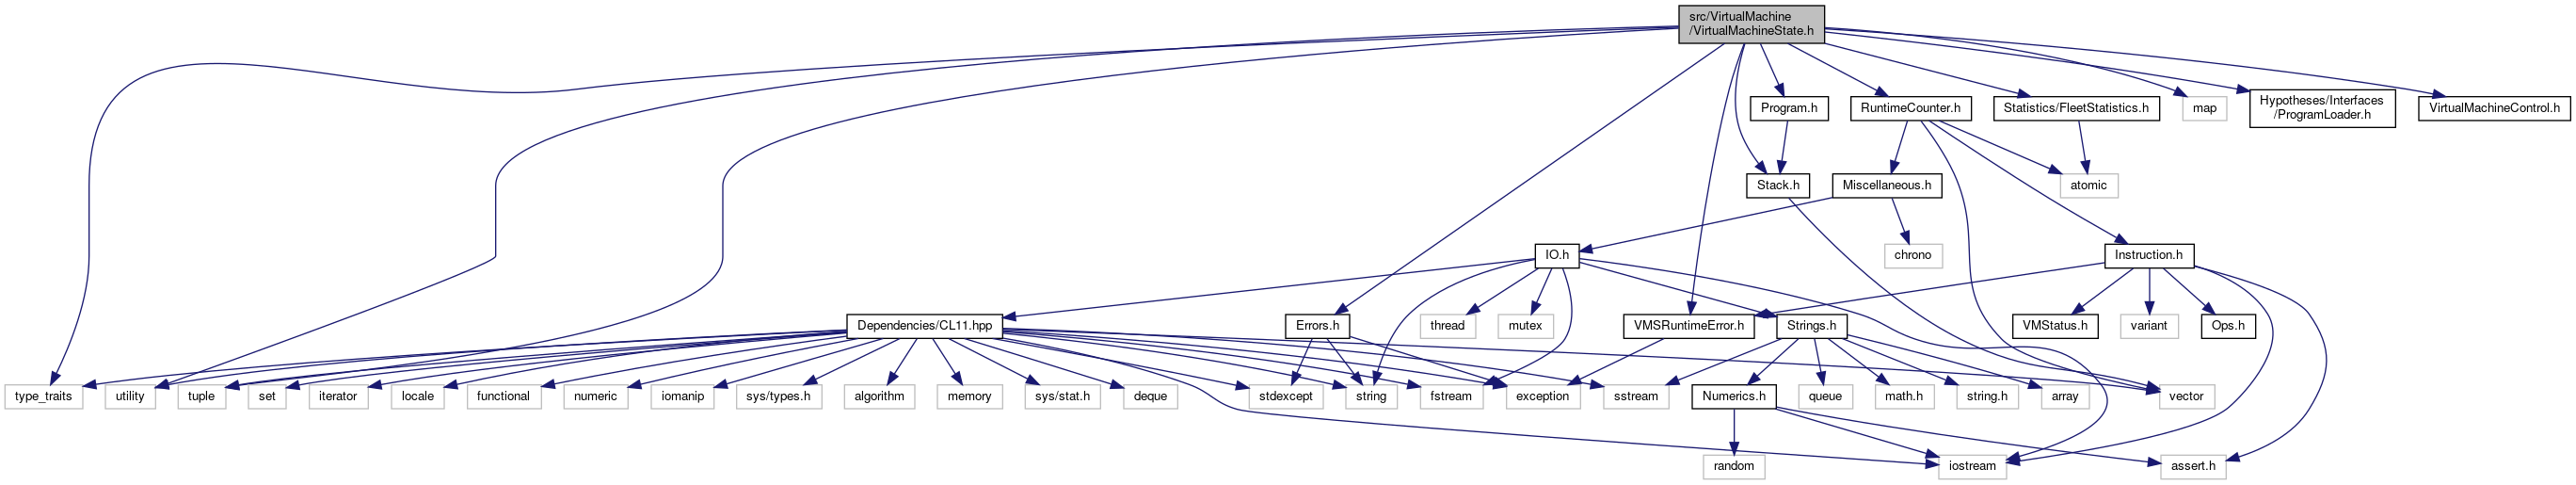 src/VirtualMachine
/VirtualMachineState.h
Program.h
RuntimeCounter.h
Statistics/FleetStatistics.h
map
Hypotheses/Interfaces
/ProgramLoader.h
VirtualMachineControl.h
Stack.h
Miscellaneous.h
atomic
IO.h
chrono
Instruction.h
Dependencies/CL11.hpp
Errors.h
thread
mutex
VMSRuntimeError.h
Strings.h
VMStatus.h
variant
Ops.h
type_traits
utility
tuple
set
iterator
locale
functional
numeric
iomanip
sys/types.h
algorithm
memory
sys/stat.h
deque
stdexcept
string
fstream
exception
sstream
Numerics.h
queue
math.h
string.h
array
vector
random
iostream
assert.h